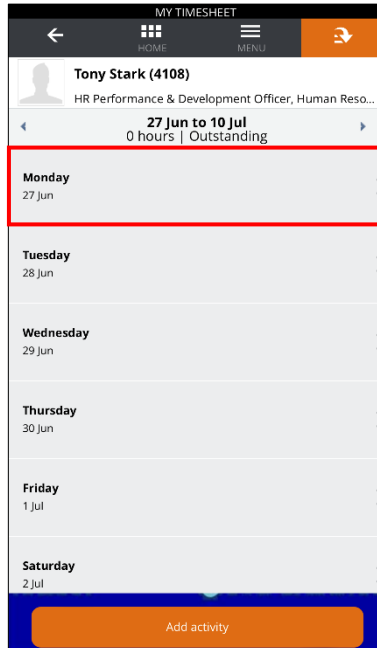 MY TIMESHEET
HOME
MENU
Tony Stark (4108)
HR Performance & Development Officer, Human Reso...
27 Jun to 10 Jul
0 hours | Outstanding
Monday
27 Jun
Tuesday
28 Jun
Wednesday
29 Jun
Thursday
30 Jun
Friday
1 Jul
Saturday
2 Jul
Add activity